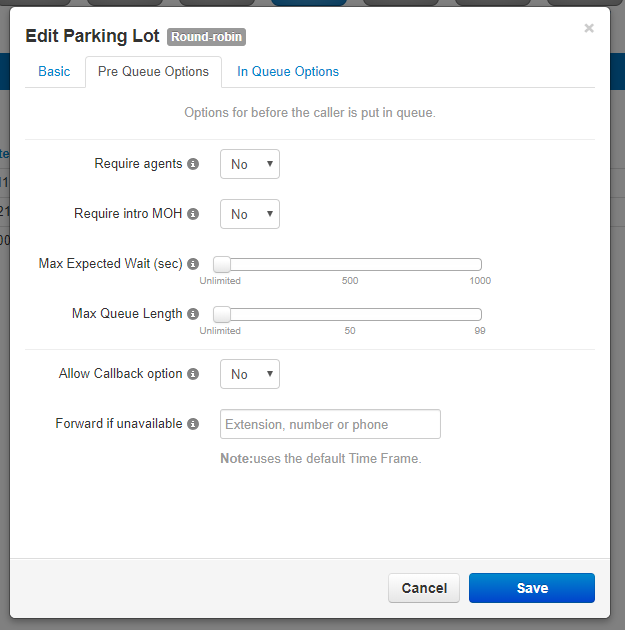 Edit Parking Lot Round-robin ×
Basic Pre Queue Options In Queue Options
Options for before the caller is put in queue.
Require agents No
Require intro MOH No
Max Expected Wait (sec)
Unlimited 500 1000
Max Queue Length
Unlimited 50 99
Allow Callback option No
Forward if unavailable Extension, number or phone
Note:uses the default Time Frame.
Cancel Save